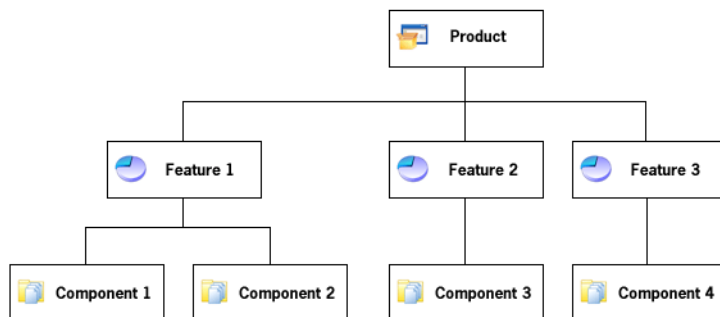 Product
Feature 1
Feature 2
Feature 3
Component 1
Component 2
Component 3
Component 4